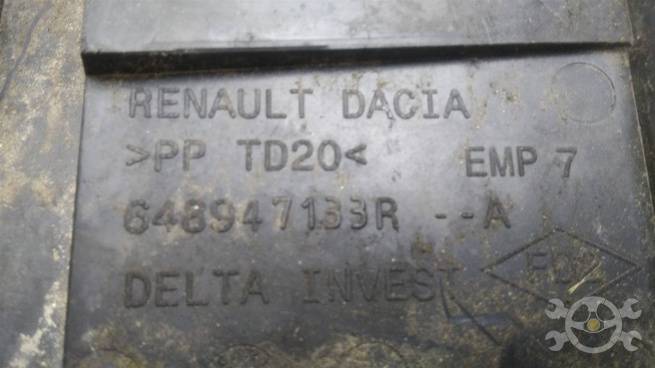 RENAULT DACIA
>PP TD20< EMP 7
648947133R --A
DELTA INVEST